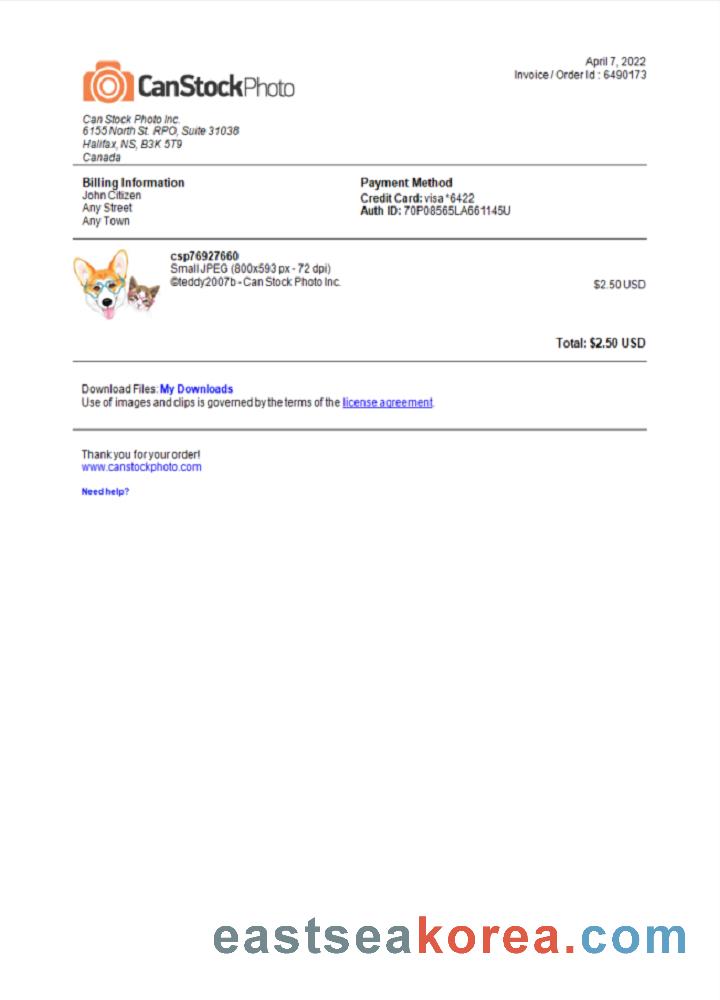 CanStockPhoto
April 7, 2022
Invoice / Order Id : 6490173
Can Stock Photo Inc.
6155 North St. RPO, Suite 31038
Halifax, NS, B3K 5T9
Canada
Billing Information
John Citizen
Any Street
Any Town
Payment Method
Credit Card: visa *6422
Auth ID: 70P08565LA661145U
csp76927660
Small JPEG (800x593 px - 72 dpi)
©teddy2007b - Can Stock Photo Inc.
$2.50 USD
Total: $2.50 USD
Download Files: My Downloads
Use of images and clips is governed by the terms of the license agreement.
Thank you for your order!
www.canstockphoto.com
Need help?
eastseakorea.com